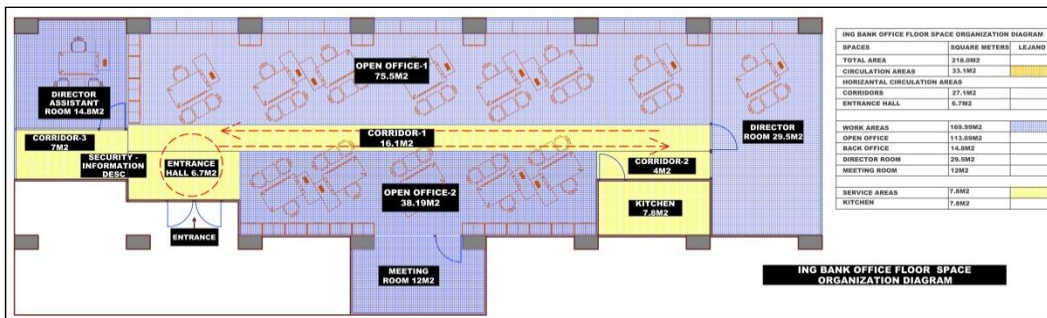 OPEN OFFICE-1
75.5M2
DIRECTOR
ASSISTANT
ROOM 14.8M2
CORRIDOR-3
7M2
SECURITY -
INFORMATION
DESC
ENTRANCE
HALL 6.7M2
CORRIDOR-1
16.1M2
DIRECTOR
ROOM 29.5M2
CORRIDOR-2
4M2
OPEN OFFICE-2
38.19M2
KITCHEN
7.8M2
ENTRANCE
MEETING
ROOM 12M2
ING BANK OFFICE FLOOR SPACE ORGANIZATION DIAGRAM
SPACES SQUARE METERS LEJAND
TOTAL AREA 218.0M2
CIRCULATION AREAS 33.1M2
HORIZANTAL CIRCULATION AREAS
CORRIDORS 27.1M2
ENTRANCE HALL 6.7M2
WORK AREAS 169.99M2
OPEN OFFICE 113.69M2
BACK OFFICE 14.8M2
DIRECTOR ROOM 29.5M2
MEETING ROOM 12M2
SERVICE AREAS 7.8M2
KITCHEN 7.8M2
ING BANK OFFICE FLOOR SPACE
ORGANIZATION DIAGRAM